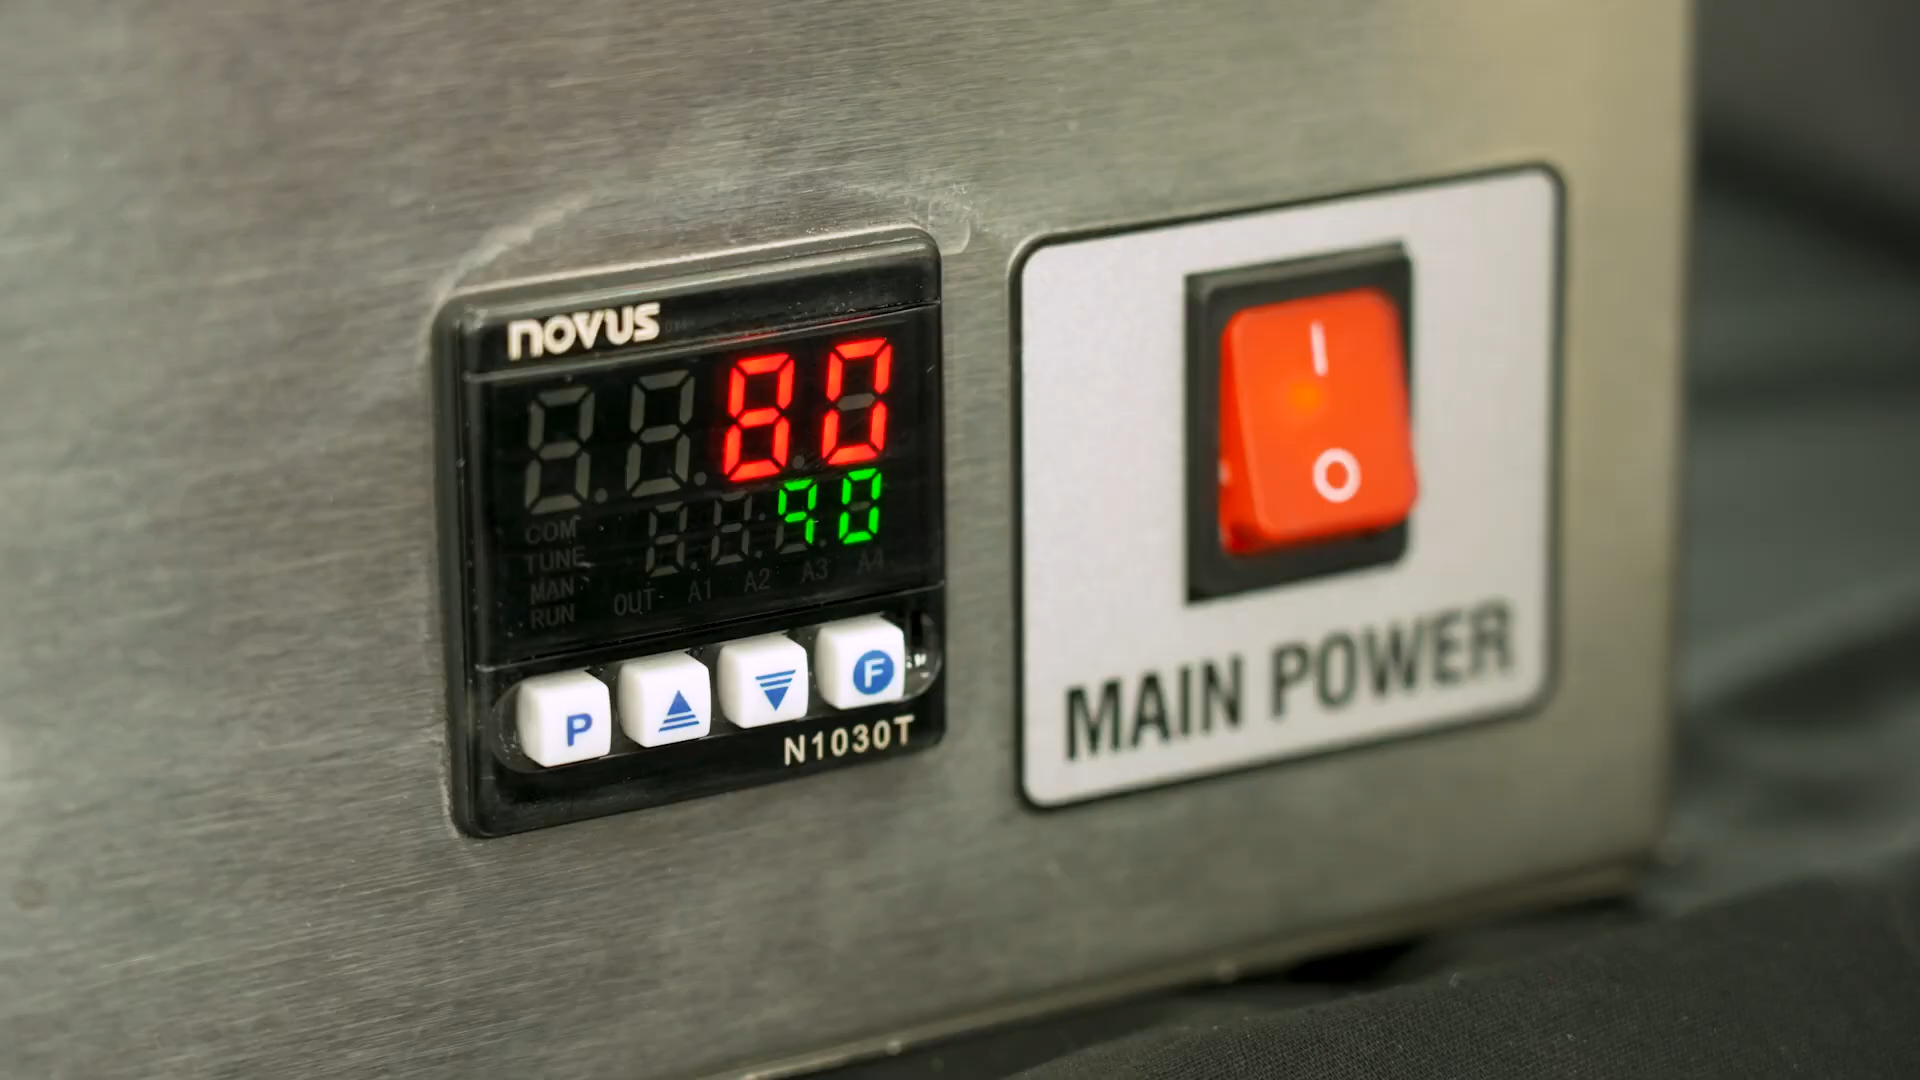 novus
80
90
COM
TUNE
MAN
RUN
OUT A1 A2 A3 A4
P
F
N1030T
MAIN POWER